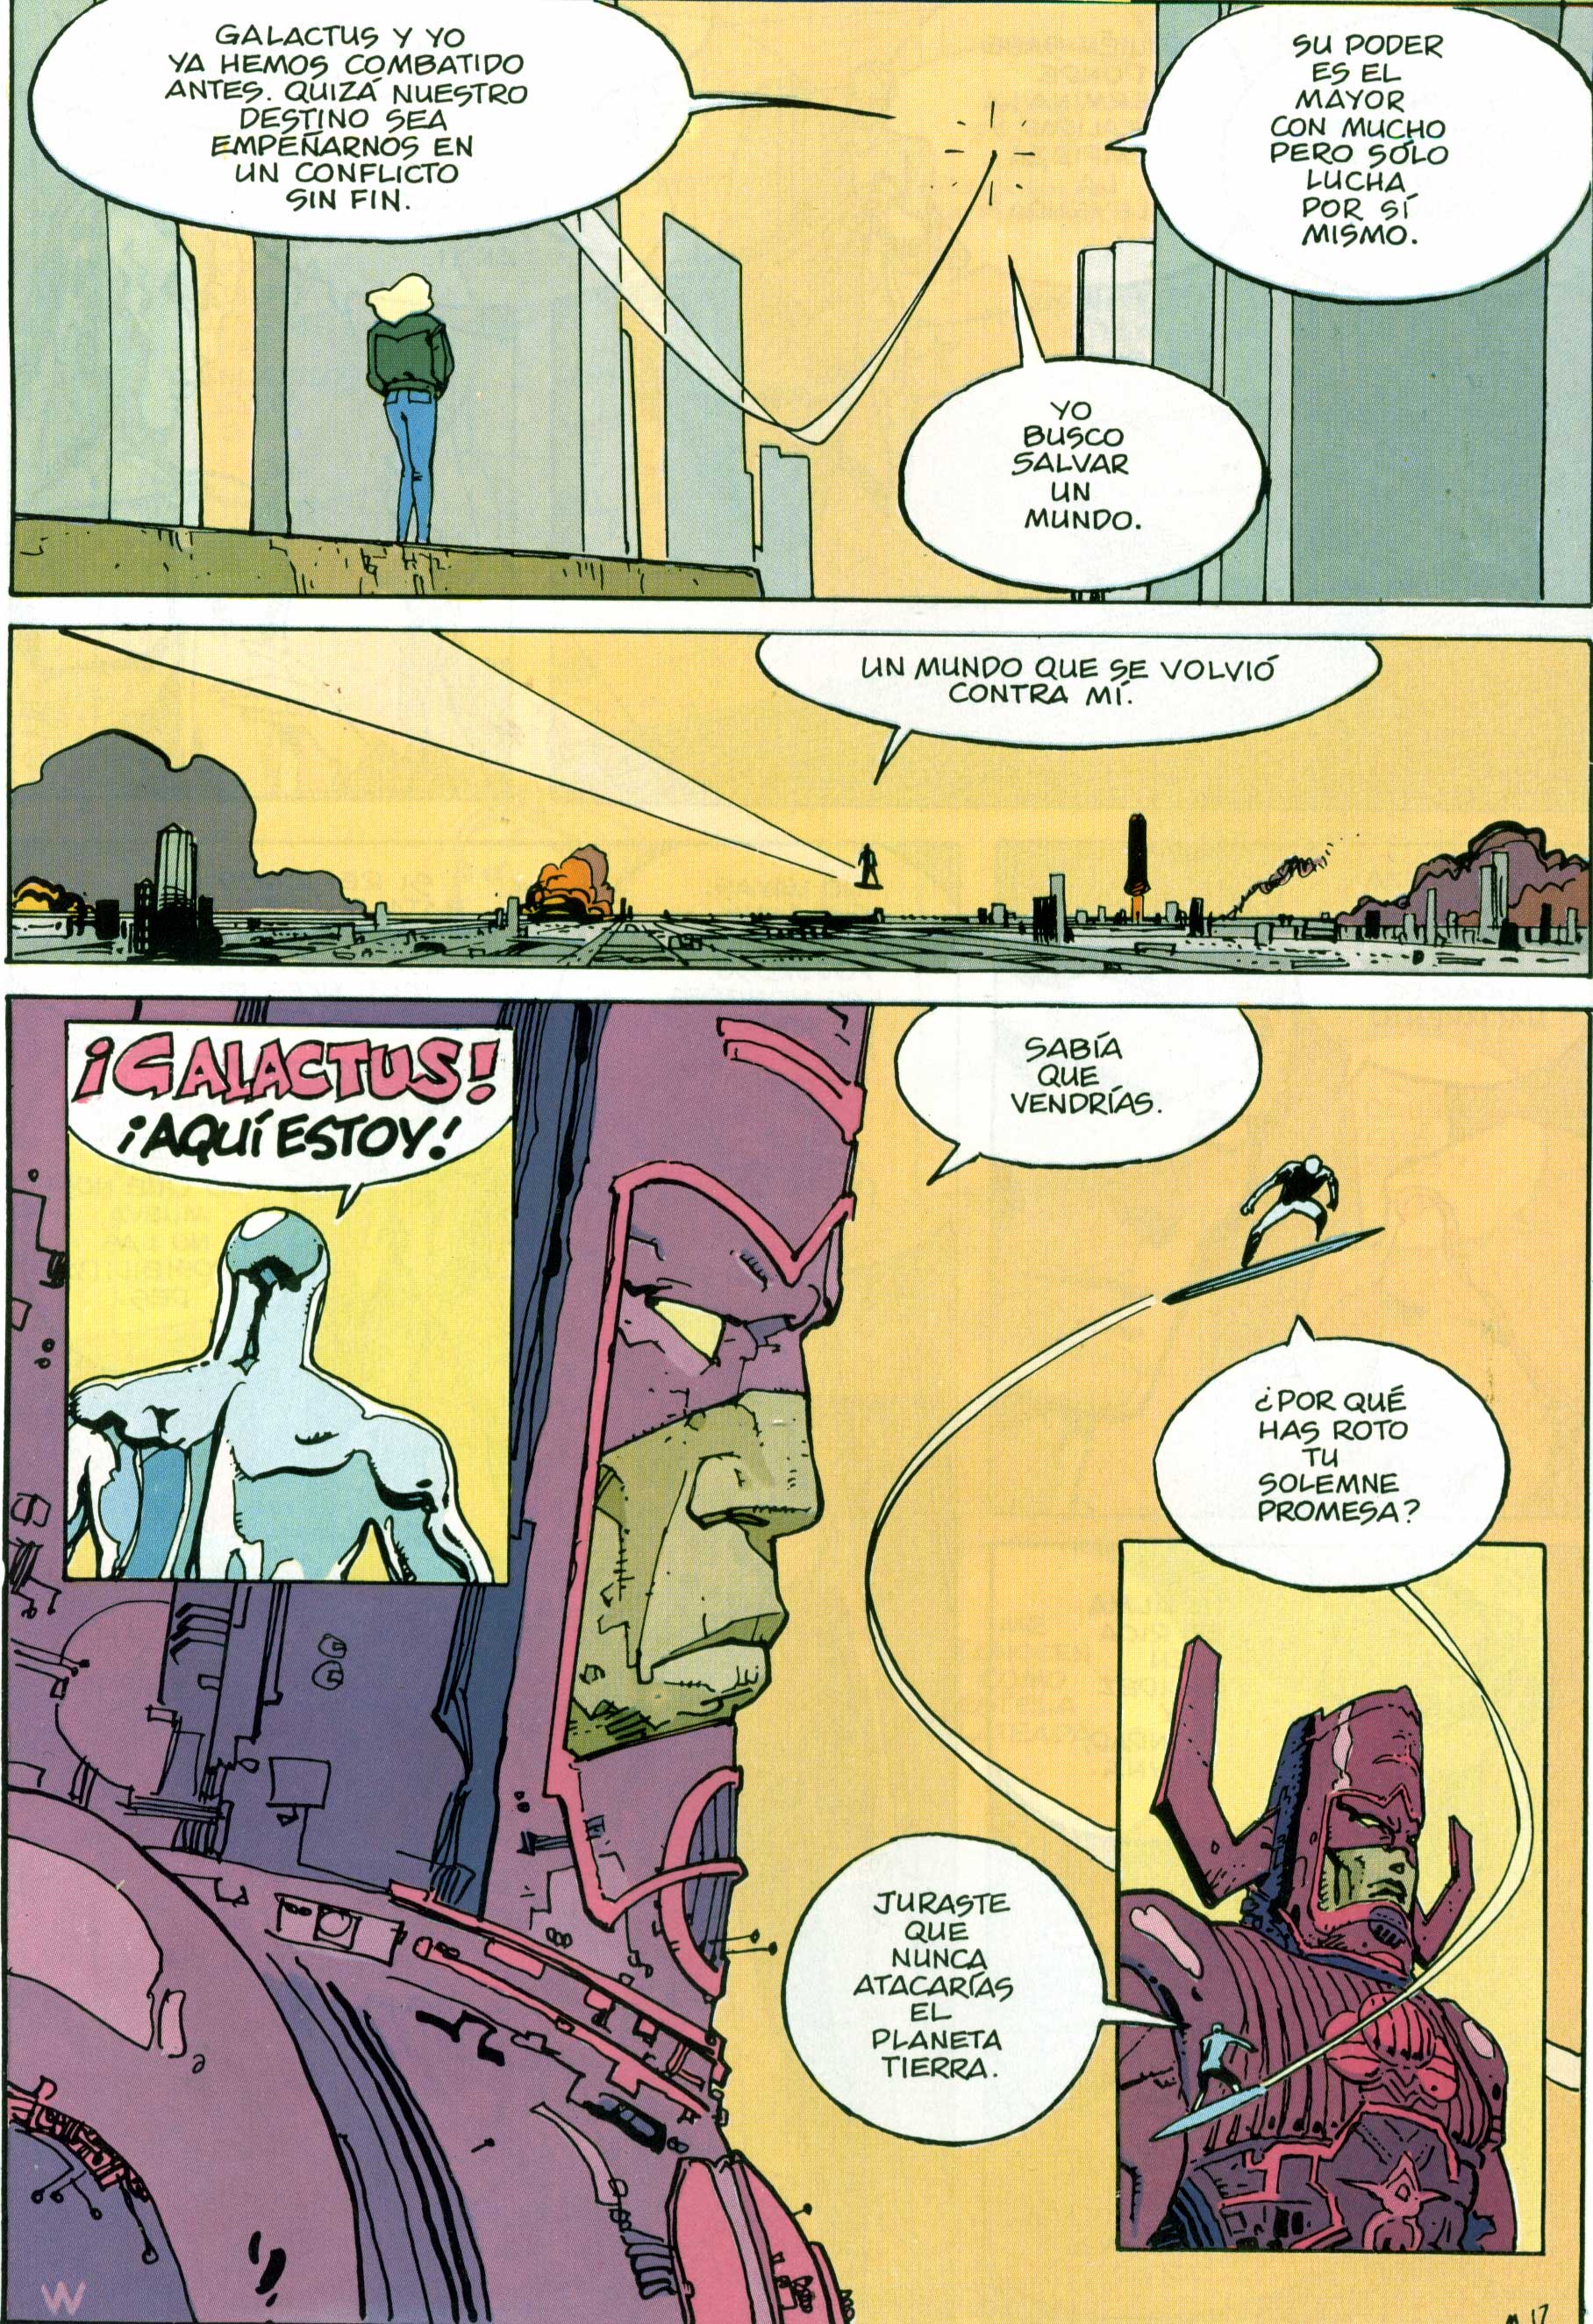 GALACTUS Y YO
YA HEMOS COMBATIDO
ANTES. QUIZÁ NUESTRO
DESTINO SEA
EMPEÑARNOS EN
UN CONFLICTO
SIN FIN.
SU PODER
ES EL
MAYOR
CON MUCHO
PERO SÓLO
LUCHA
POR SÍ
MISMO.
YO
BUSCO
SALVAR
UN
MUNDO.
UN MUNDO QUE SE VOLVIÓ
CONTRA MÍ.
¡GALACTUS!
¡AQUÍ ESTOY!
SABÍA
QUE
VENDRÍAS.
¿POR QUÉ
HAS ROTO
TU
SOLEMNE
PROMESA?
JURASTE
QUE
NUNCA
ATACARÍAS
EL
PLANETA
TIERRA.
W